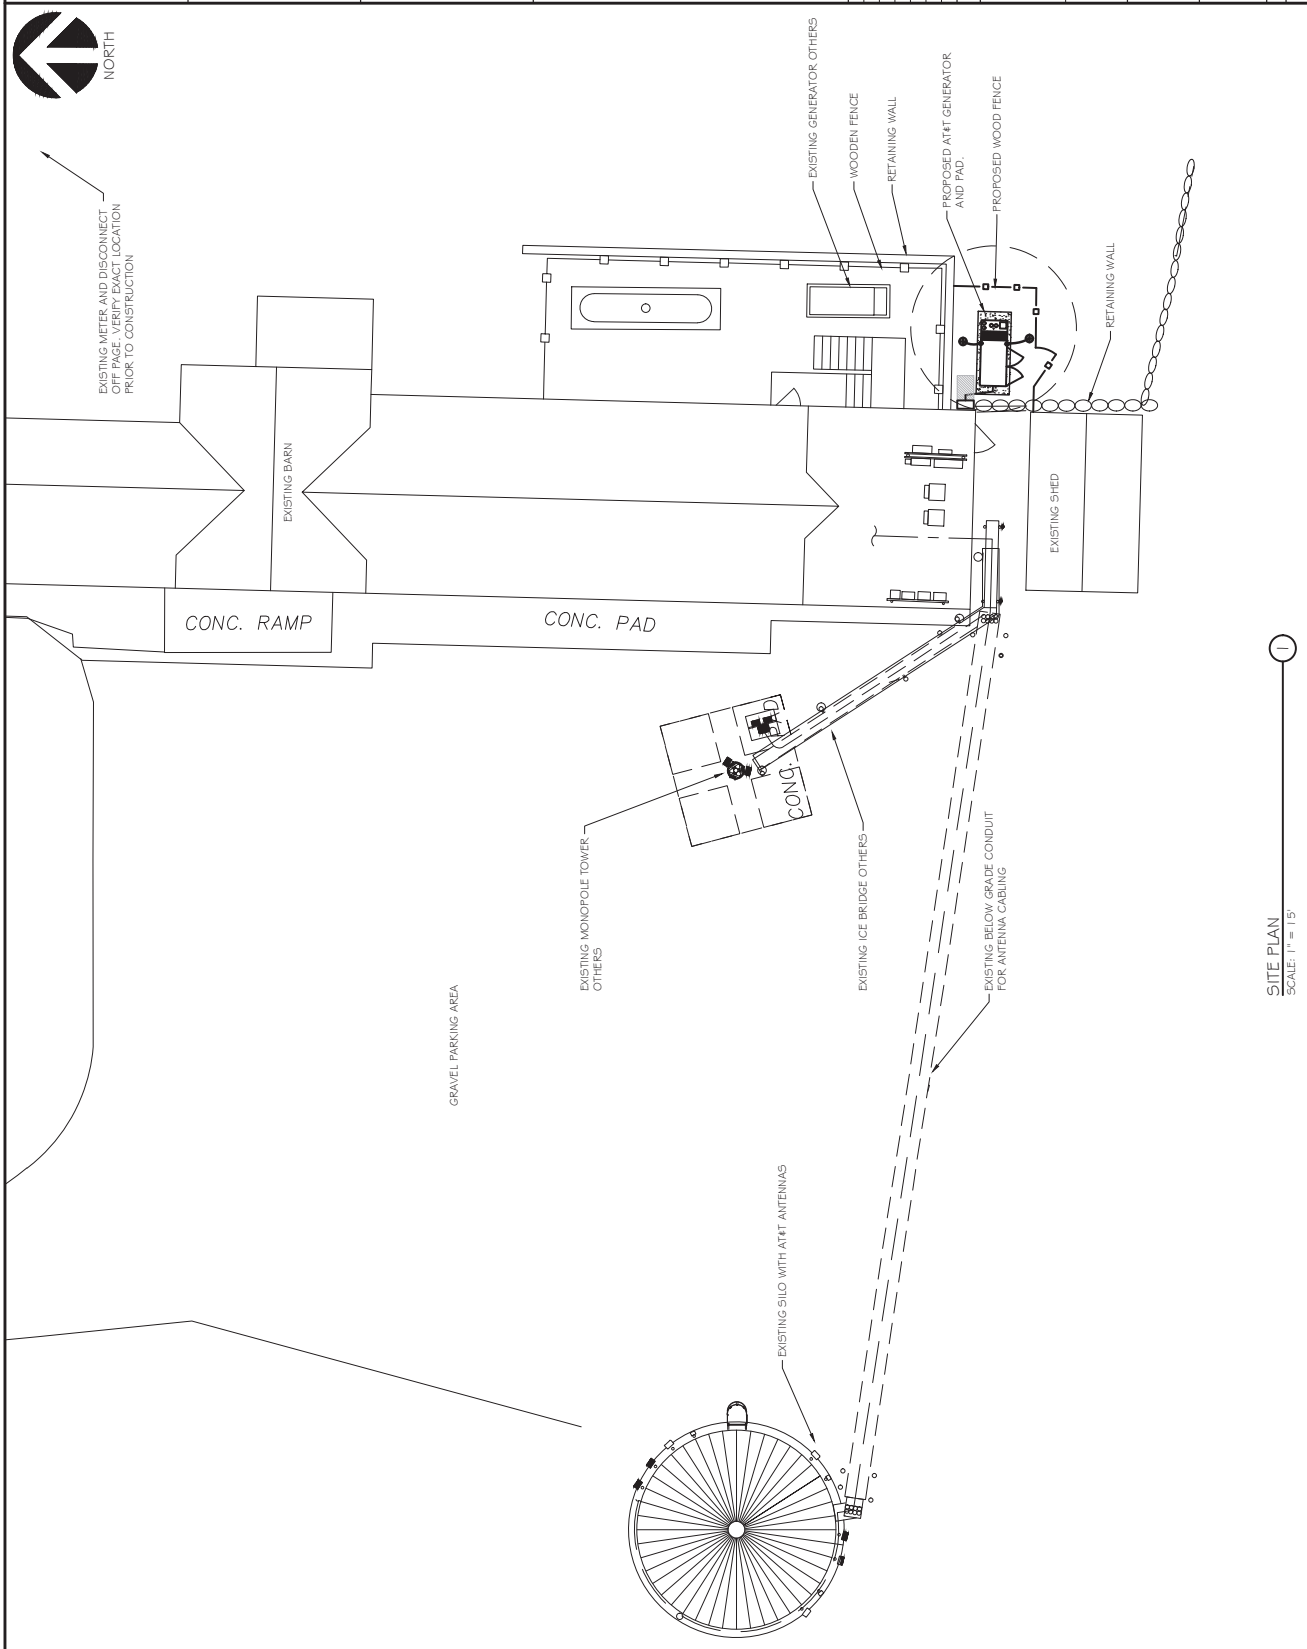 NORTH
EXISTING METER AND DISCONNECT
OFF PAGE. VERIFY EXACT LOCATION
PRIOR TO CONSTRUCTION
EXISTING GENERATOR OTHERS
WOODEN FENCE
RETAINING WALL
PROPOSED AT&T GENERATOR
AND PAD.
PROPOSED WOOD FENCE
RETAINING WALL
EXISTING BARN
EXISTING SHED
CONC. RAMP
CONC. PAD
CONC. PAD
EXISTING MONOPOLE TOWER
OTHERS
EXISTING ICE BRIDGE OTHERS
EXISTING BELOW GRADE CONDUIT
FOR ANTENNA CABLING
GRAVEL PARKING AREA
EXISTING SILO WITH AT&T ANTENNAS
SITE PLAN
SCALE: 1" = 15'
1